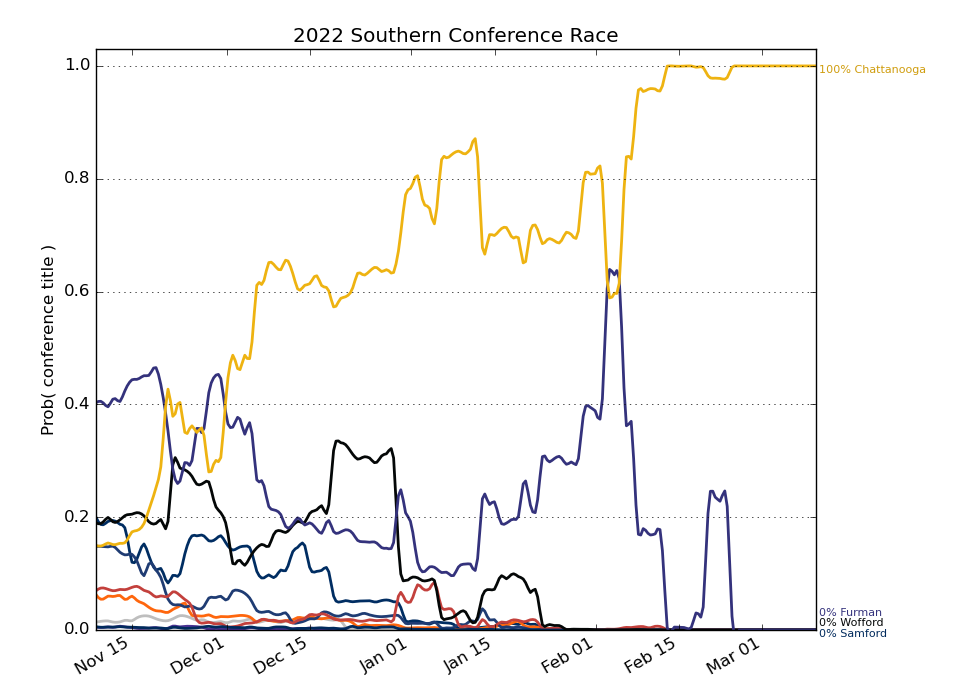 2022 Southern Conference Race
Prob( conference title )
1.0
0.8
0.6
0.4
0.2
0.0
100% Chattanooga
0% Furman
0% Wofford
0% Samford
Nov 15
Dec 01
Dec 15
Jan 01
Jan 15
Feb 01
Feb 15
Mar 01